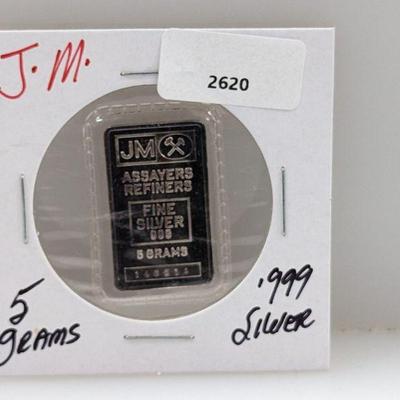 J.M.
2620
JM
ASSAYERS
REFINERS
FINE
SILVER
999
5 GRAMS
5
grams
.999
Silver